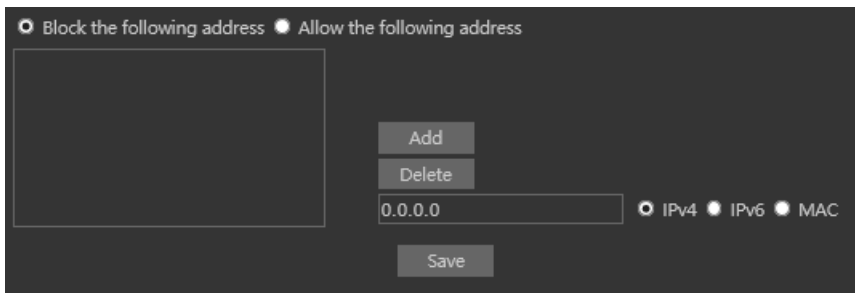 Block the following address Allow the following address
Add
Delete
0.0.0.0 IPv4 IPv6 MAC
Save